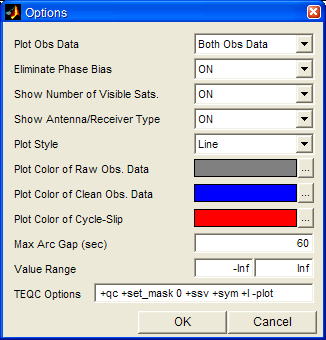 Options
Plot Obs Data Both Obs Data
Eliminate Phase Bias ON
Show Number of Visible Sats. ON
Show Antenna/Receiver Type ON
Plot Style Line
Plot Color of Raw Obs. Data ...
Plot Color of Clean Obs. Data ...
Plot Color of Cycle-Slip ...
Max Arc Gap (sec) 60
Value Range -Inf Inf
TEQC Options +qc +set_mask 0 +ssv +sym +l -plot
OK Cancel